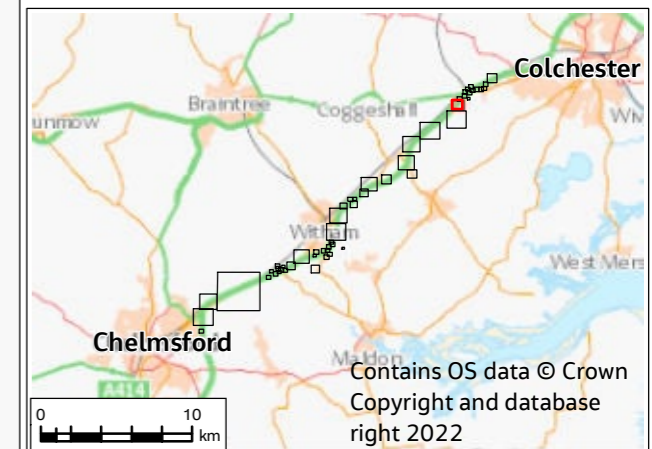 Colchester
Braintree
Coggeshall
unmow
Wiv
Witham
West Mers
Chelmsford
Maldon
A414
Contains OS data © Crown
Copyright and database
right 2022
0 10
km